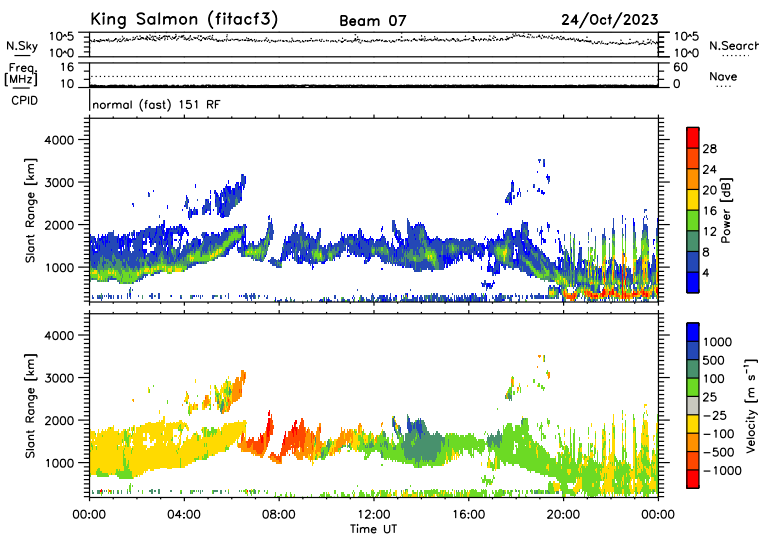 King Salmon (fitacf3) Beam 07 24/Oct/2023
N.Sky 10^5 10^0 10^5 10^0 N.Search
Freq. [MHz] 16 10 60 0 Nave
CPID normal (fast) 151 RF
Slant Range [km] 4000 3000 2000 1000
Power [dB] 28 24 20 16 12 8 4
Slant Range [km] 4000 3000 2000 1000
Velocity [m s⁻¹] 1000 500 100 25 −25 −100 −500 −1000
00:00 04:00 08:00 12:00 16:00 20:00 00:00
Time UT